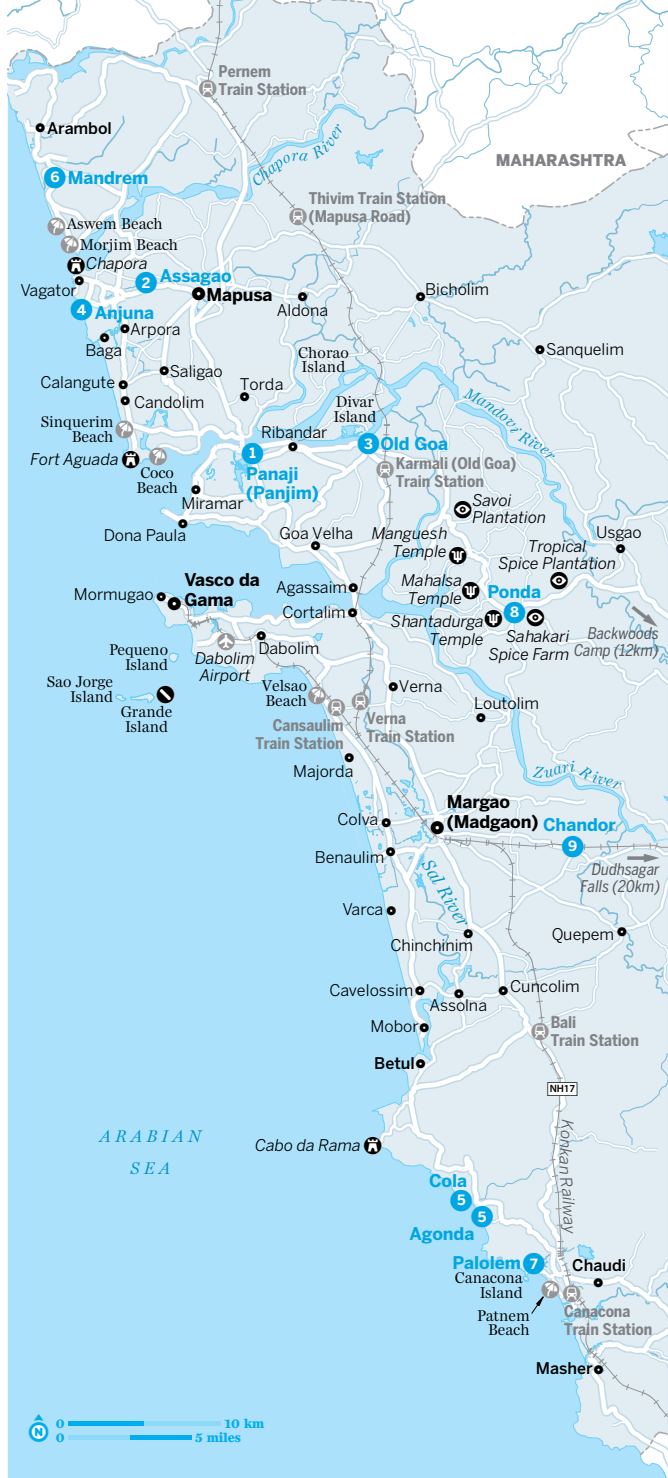 Pernem
Train Station
Arambol
Chapora River
MAHARASHTRA
6 Mandrem
Thivim Train Station
(Mapusa Road)
Aswem Beach
Morjim Beach
Chapora
2 Assagao
Vagator
Mapusa
Bicholim
4 Anjuna
Aldona
Arpora
Baga
Chorao
Island
Sanquelim
Saligao
Calangute
Torda
Candolim
Mandovi River
Divar
Island
Sinquerim
Beach
Ribandar
3 Old Goa
Fort Aguada
1
Coco
Beach
Panaji
(Panjim)
Karmali (Old Goa)
Train Station
Miramar
Savoi
Plantation
Dona Paula
Goa Velha
Manguesh
Temple
Usgao
Tropical
Spice Plantation
Vasco da
Gama
Mormugao
Agassaim
Mahalsa
Temple
Ponda
8
Cortalim
Shantadurga
Temple
Sahakari
Spice Farm
Backwoods
Camp (12km)
Dabolim
Dabolim
Airport
Pequeno
Island
Sao Jorge
Island
Grande
Island
Velsao
Beach
Verna
Loutolim
Cansaulim
Train Station
Verna
Train Station
Majorda
Zuari River
Margao
(Madgaon)
Colva
Chandor
9
Benaulim
Dudhsagar
Falls (20km)
Sal River
Varca
Chinchinim
Quepem
Cavelossim
Assolna
Cuncolim
Mobor
Bali
Train Station
Betul
NH17
ARABIAN
SEA
Cabo da Rama
Konkan Railway
Cola
5
5
Agonda
Palolem 7
Chaudi
Canacona
Island
Patnem
Beach
Canacona
Train Station
Masher
N
0 10 km
0 5 miles